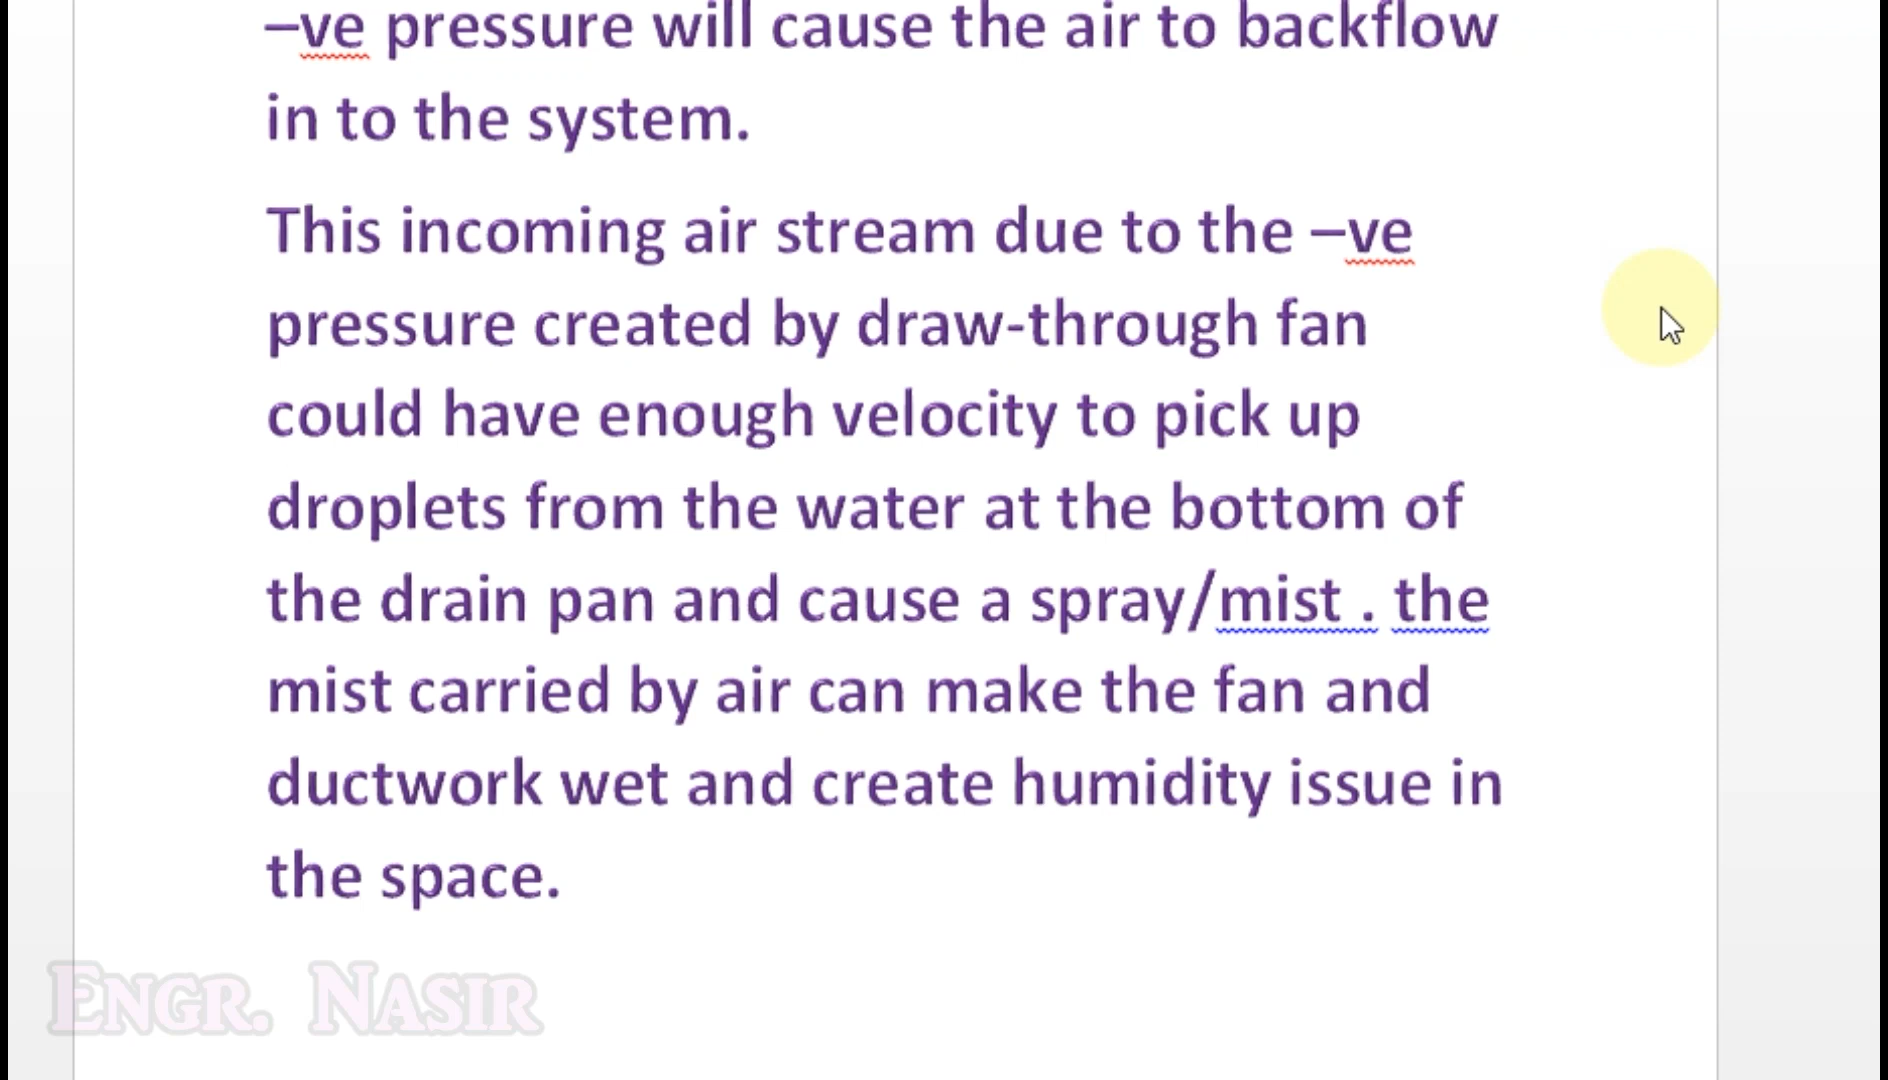 –ve pressure will cause the air to backflow
in to the system.
This incoming air stream due to the –ve
pressure created by draw-through fan
could have enough velocity to pick up
droplets from the water at the bottom of
the drain pan and cause a spray/mist . the
mist carried by air can make the fan and
ductwork wet and create humidity issue in
the space.
ENGR. NASIR